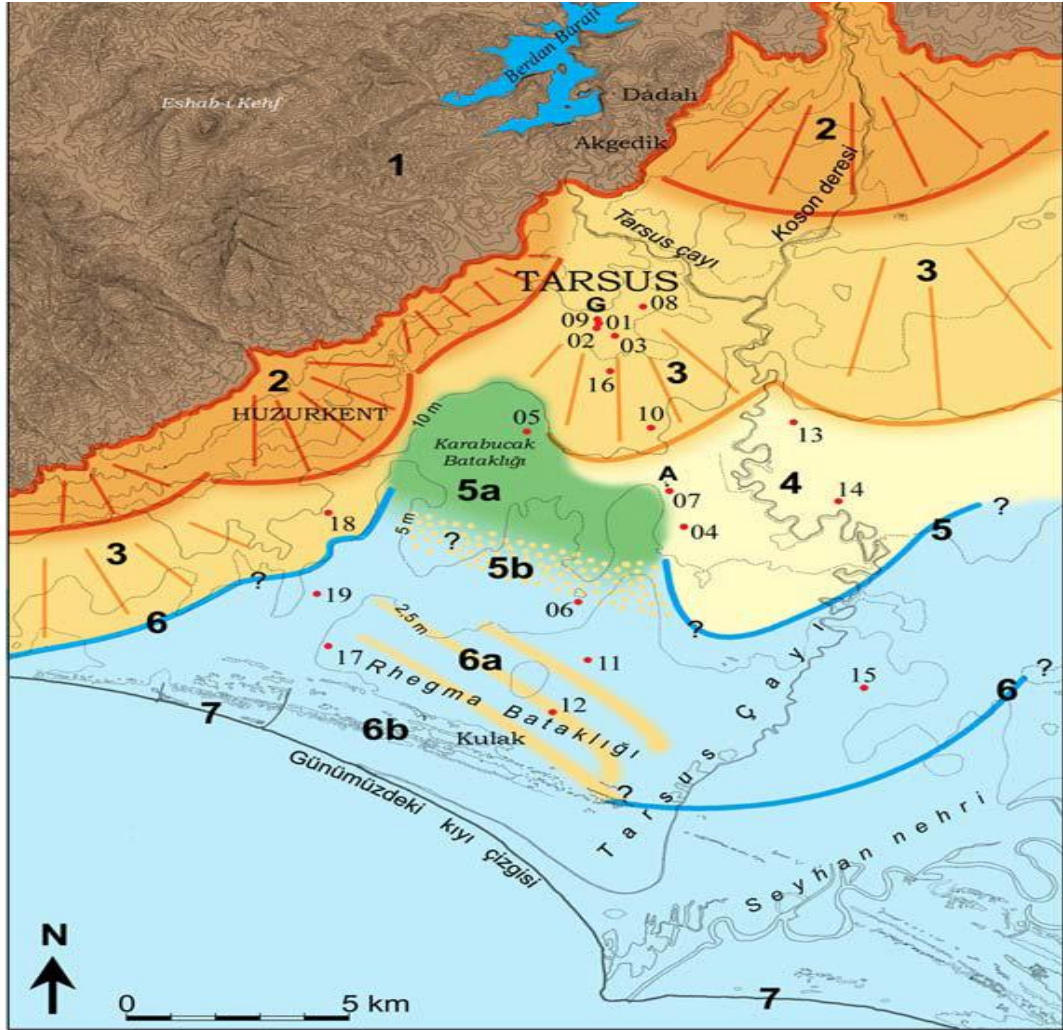 Berdan Barajı
Eshab-i Kehf
Dadalı
Akgedik
1
2
Koson deresi
Tarsus çayı
3
TARSUS
G
08
09
01
02
03
16
3
2
HUZURKENT
10 m
05
10
13
Karabucak
Bataklığı
A
5a
07
4
14
18
5 m
?
04
5
?
3
5b
?
6
19
06
?
2,5 m
17
6a
11
15
?
6
Rhegma Bataklığı
12
7
6b
Kulak
?
Tarsus Çayı
Günümüzdeki kıyı çizgisi
Seyhan nehri
N
0
5 km
7